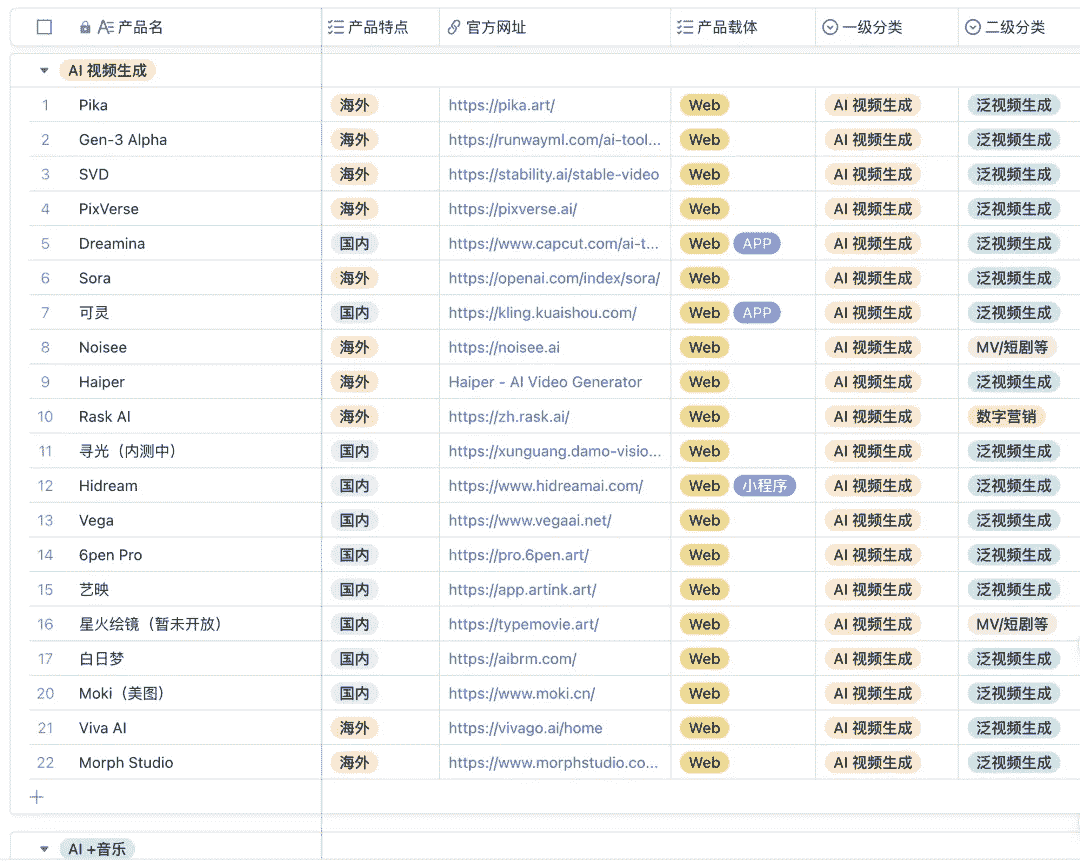 产品名 产品特点 官方网址 产品载体 一级分类 二级分类
AI 视频生成
1 Pika 海外 https://pika.art/ Web AI 视频生成 泛视频生成
2 Gen-3 Alpha 海外 https://runwayml.com/ai-tool... Web AI 视频生成 泛视频生成
3 SVD 海外 https://stability.ai/stable-video Web AI 视频生成 泛视频生成
4 PixVerse 海外 https://pixverse.ai/ Web AI 视频生成 泛视频生成
5 Dreamina 国内 https://www.capcut.com/ai-t... Web APP AI 视频生成 泛视频生成
6 Sora 海外 https://openai.com/index/sora/ Web AI 视频生成 泛视频生成
7 可灵 国内 https://kling.kuaishou.com/ Web APP AI 视频生成 泛视频生成
8 Noisee 海外 https://noisee.ai Web AI 视频生成 MV/短剧等
9 Haiper 海外 Haiper - AI Video Generator Web AI 视频生成 泛视频生成
10 Rask AI 海外 https://zh.rask.ai/ Web AI 视频生成 数字营销
11 寻光（内测中） 国内 https://xunguang.damo-visio... Web AI 视频生成 泛视频生成
12 Hidream 国内 https://www.hidreamai.com/ Web 小程序 AI 视频生成 泛视频生成
13 Vega 国内 https://www.vegaai.net/ Web AI 视频生成 泛视频生成
14 6pen Pro 国内 https://pro.6pen.art/ Web AI 视频生成 泛视频生成
15 艺映 国内 https://app.artink.art/ Web AI 视频生成 泛视频生成
16 星火绘镜（暂未开放） 国内 https://typemovie.art/ Web AI 视频生成 MV/短剧等
17 白日梦 国内 https://aibrm.com/ Web AI 视频生成 泛视频生成
20 Moki（美图） 国内 https://www.moki.cn/ Web AI 视频生成 泛视频生成
21 Viva AI 海外 https://vivago.ai/home Web AI 视频生成 泛视频生成
22 Morph Studio 海外 https://www.morphstudio.co... Web AI 视频生成 泛视频生成
AI +音乐